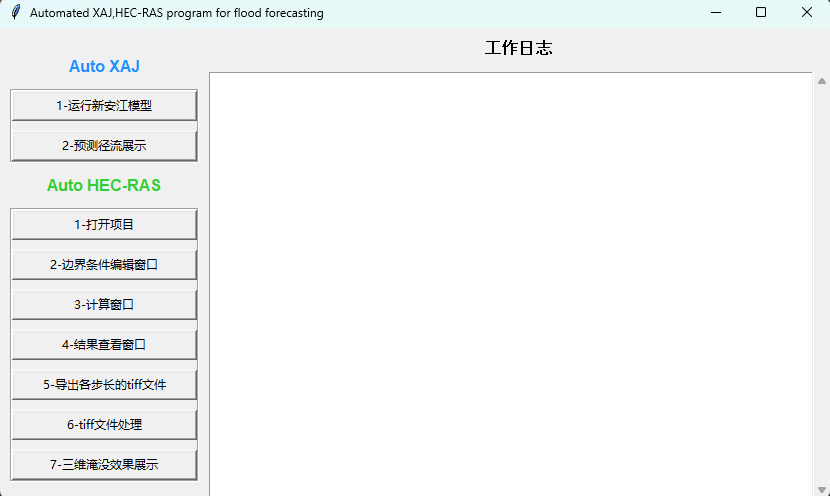 Automated XAJ,HEC-RAS program for flood forecasting
工作日志
Auto XAJ
1-运行新安江模型
2-预测径流展示
Auto HEC-RAS
1-打开项目
2-边界条件编辑窗口
3-计算窗口
4-结果查看窗口
5-导出各步长的tiff文件
6-tiff文件处理
7-三维淹没效果展示